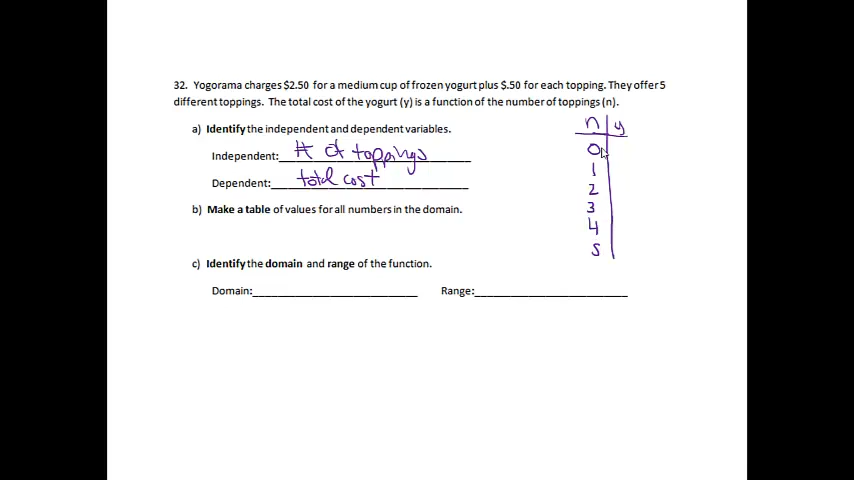 32. Yogorama charges $2.50 for a medium cup of frozen yogurt plus $.50 for each topping. They offer 5
different toppings. The total cost of the yogurt (y) is a function of the number of toppings (n).
a) Identify the independent and dependent variables.
Independent: # of toppings
Dependent: total cost
b) Make a table of values for all numbers in the domain.
c) Identify the domain and range of the function.
Domain:____________ Range:____________
n y
0
1
2
3
4
5